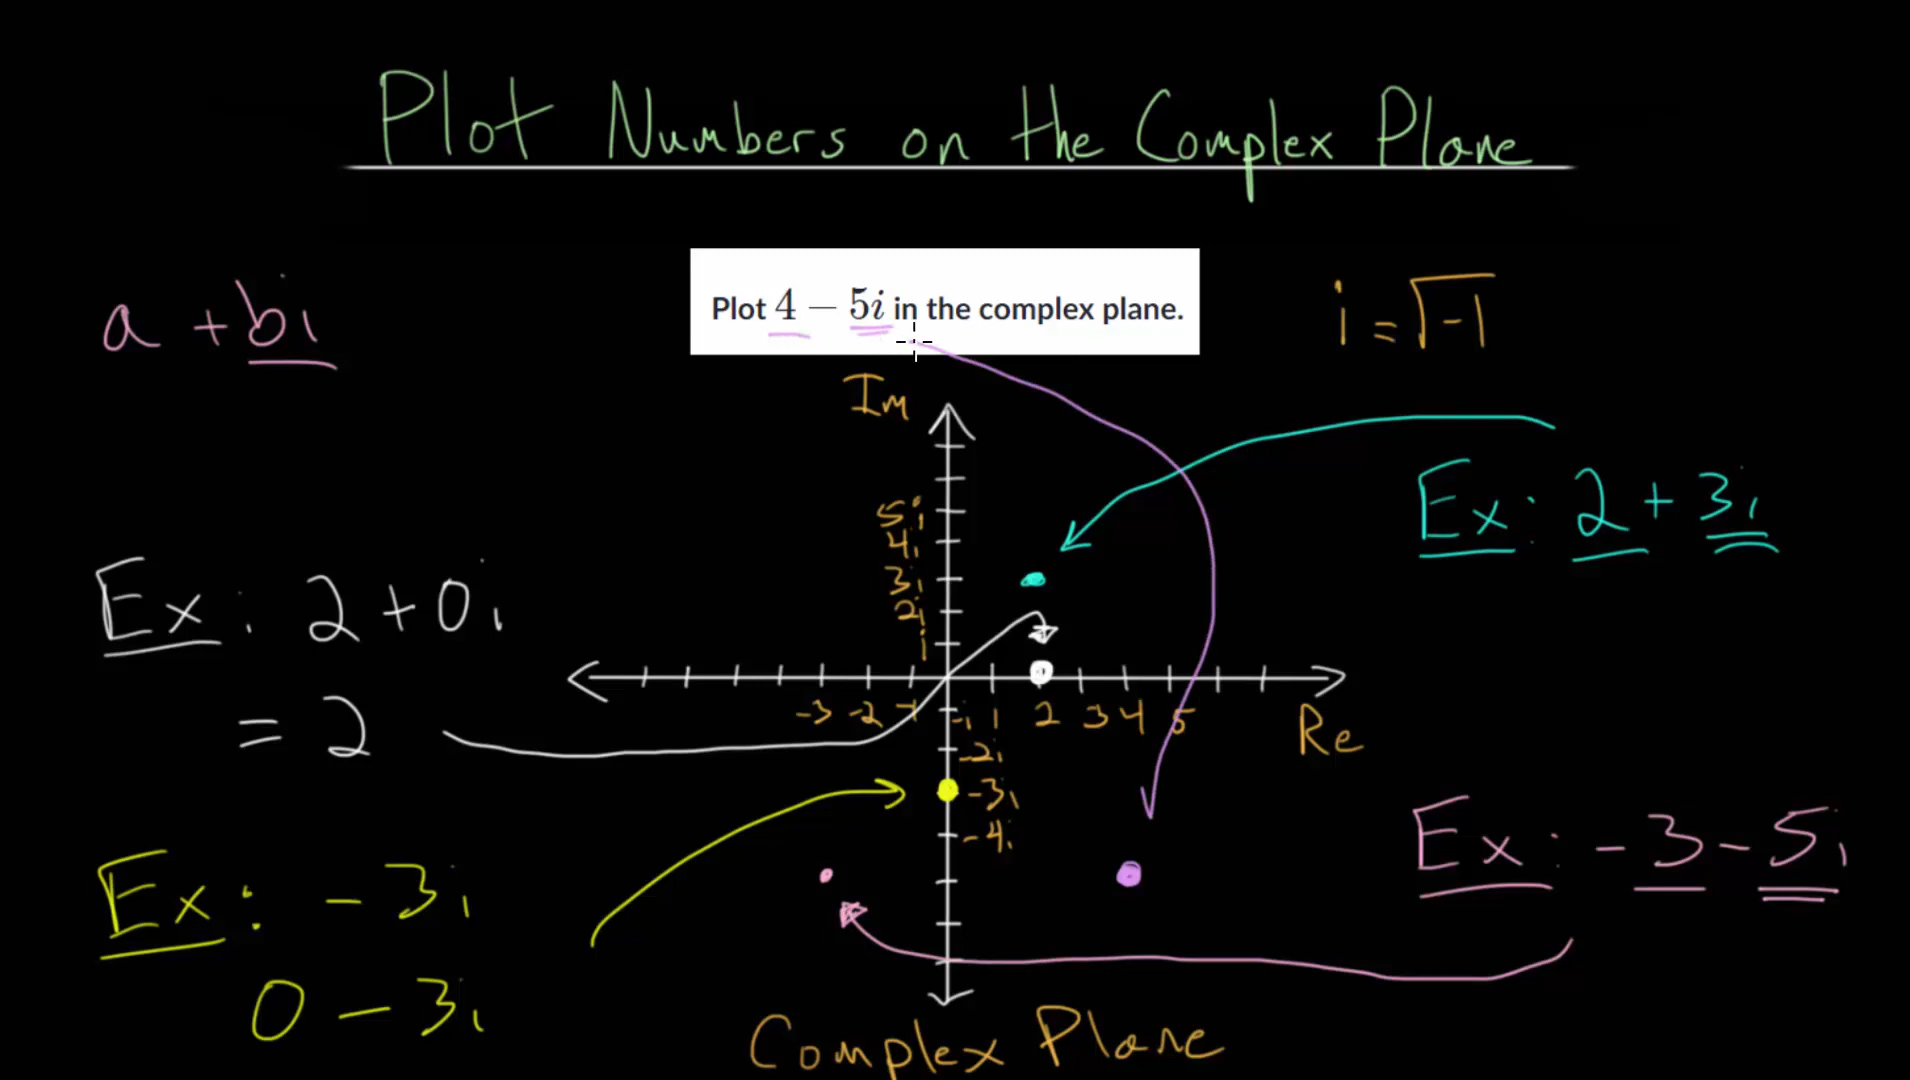 Plot Numbers on the Complex Plane
a + bi
Plot 4 − 5i in the complex plane.
i = √-1
Im
Ex: 2 + 3i
5i
4i
3i
2i
i
Ex: 2 + 0i
= 2
-3 -2 -1 -i 1 2 3 4 5
Re
-2i
-3i
-4i
Ex: -3i
0 - 3i
Ex: -3 - 5i
Complex Plane